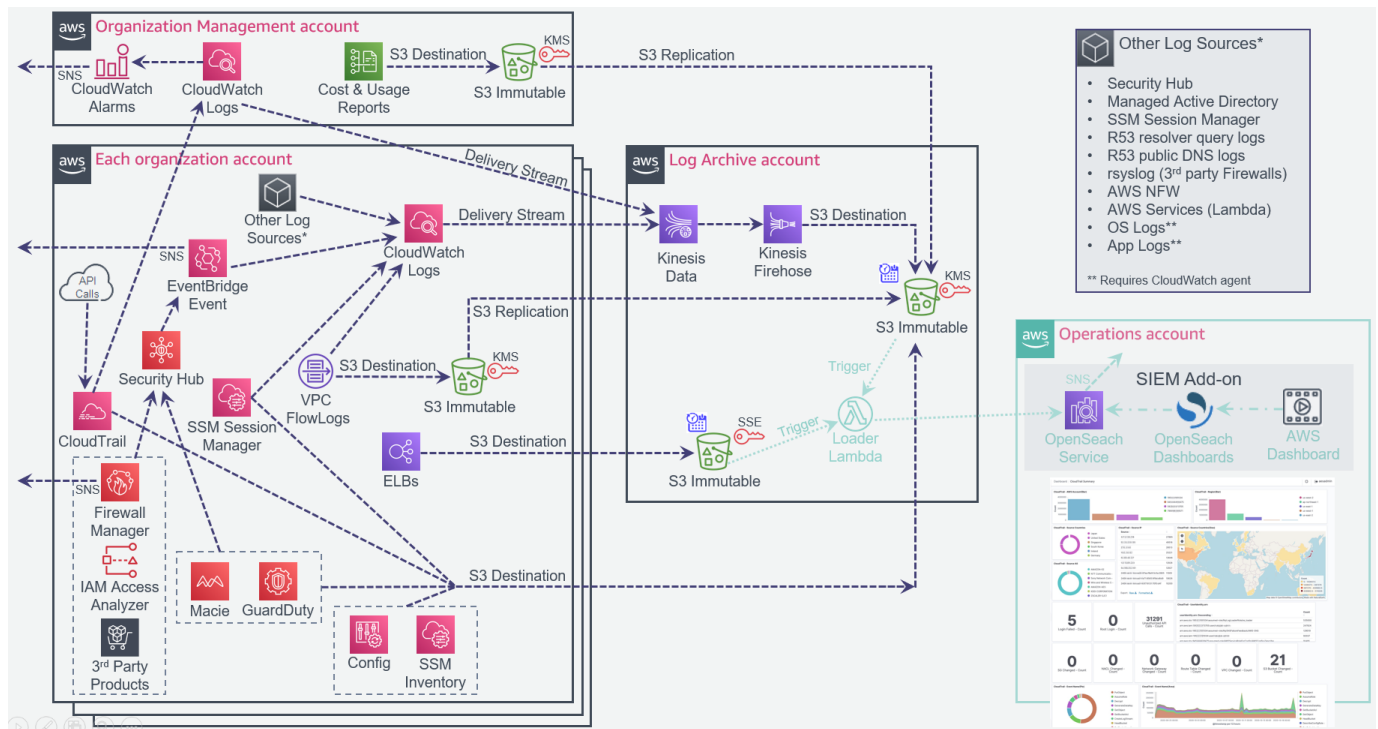 aws
Organization Management account
SNS
CloudWatch
Alarms
CloudWatch
Logs
Cost & Usage
Reports
S3 Destination
KMS
S3 Immutable
S3 Replication
aws
Each organization account
Other Log
Sources*
CloudWatch
Logs
Delivery Stream
Delivery Stream
SNS
EventBridge
Event
API
Calls
Security Hub
CloudTrail
SSM Session
Manager
VPC
FlowLogs
S3 Destination
KMS
S3 Immutable
S3 Replication
ELBs
S3 Destination
SNS
Firewall
Manager
IAM Access
Analyzer
3rd Party
Products
Macie
GuardDuty
Config
SSM
Inventory
S3 Destination
aws
Log Archive account
Kinesis
Data
Kinesis
Firehose
S3 Destination
KMS
S3 Immutable
Trigger
SSE
S3 Immutable
Trigger
Loader
Lambda
Other Log Sources*
• Security Hub
• Managed Active Directory
• SSM Session Manager
• R53 resolver query logs
• R53 public DNS logs
• rsyslog (3rd party Firewalls)
• AWS NFW
• AWS Services (Lambda)
• OS Logs**
• App Logs**
** Requires CloudWatch agent
aws
Operations account
SNS
SIEM Add-on
OpenSeach
Service
OpenSeach
Dashboards
AWS
Dashboard
5
0
31291
0
0
0
0
0
21